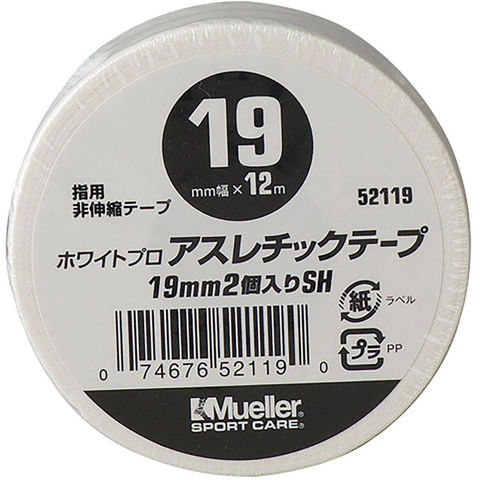 19
mm幅×12m
指用
非伸縮テープ
52119
ホワイトプロ アスレチックテープ
19mm2個入りSH
紙 ラベル
プラ PP
0 74676 52119 0
Mueller®
SPORT CARE®